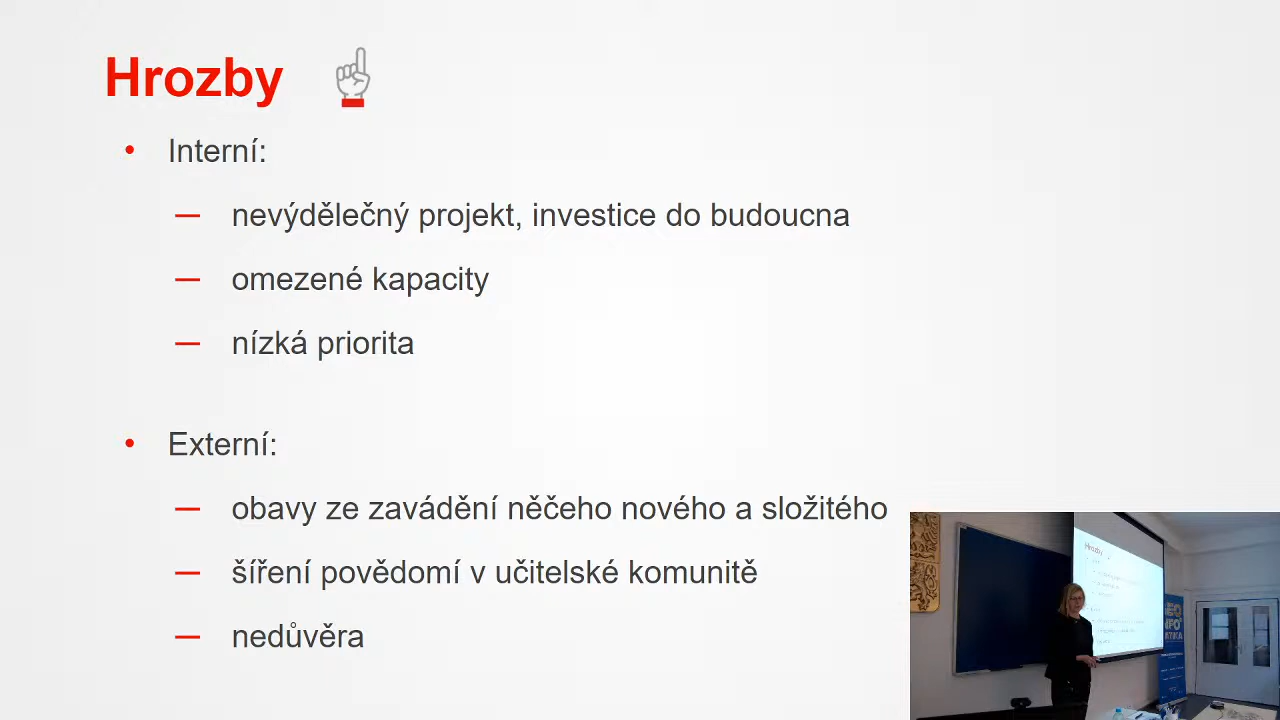 Hrozby
Interní:
nevýdělečný projekt, investice do budoucna
omezené kapacity
nízká priorita
Externí:
obavy ze zavádění něčeho nového a složitého
šíření povědomí v učitelské komunitě
nedůvěra
Hrozby